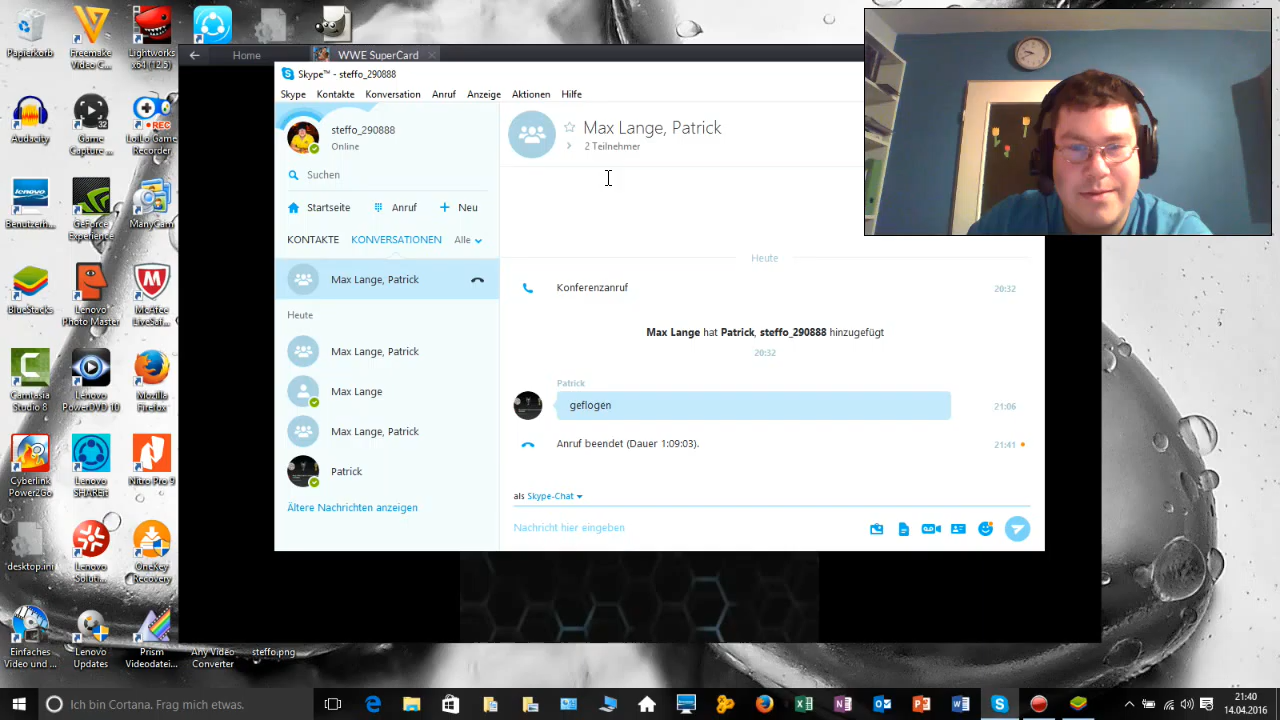 Papierkorb
Freemake
Video C...
Lightworks
x64 (12.5)
Audacity
Game
Capture ...
LoiLo Game
Recorder
Benutzerh...
GeForce
Experience
ManyCam
BlueStacks
Lenovo
Photo Master
McAfee
LiveSaf...
Camtasia
Studio 8
Lenovo
PowerDVD 10
Mozilla
Firefox
Cyberlink
Power2Go
Lenovo
SHAREit
Nitro Pro 9
desktop.ini
Lenovo
Soluti...
OneKey
Recovery
Einfaches
Video und ...
Lenovo
Updates
Prism
Videodatei...
Any Video
Converter
steffo.png
Home
WWE SuperCard
Skype™ - steffo_290888
Skype Kontakte Konversation Anruf Anzeige Aktionen Hilfe
steffo_290888
Online
Suchen
Startseite Anruf Neu
KONTAKTE KONVERSATIONEN Alle
Max Lange, Patrick
Heute
Max Lange, Patrick
Max Lange
Max Lange, Patrick
Patrick
Ältere Nachrichten anzeigen
Max Lange, Patrick
2 Teilnehmer
Heute
Konferenzanruf 20:32
Max Lange hat Patrick, steffo_290888 hinzugefügt
20:32
Patrick
geflogen 21:06
Anruf beendet (Dauer 1:09:03). 21:41
als Skype-Chat
Nachricht hier eingeben
Ich bin Cortana. Frag mich etwas.
21:40
14.04.2016